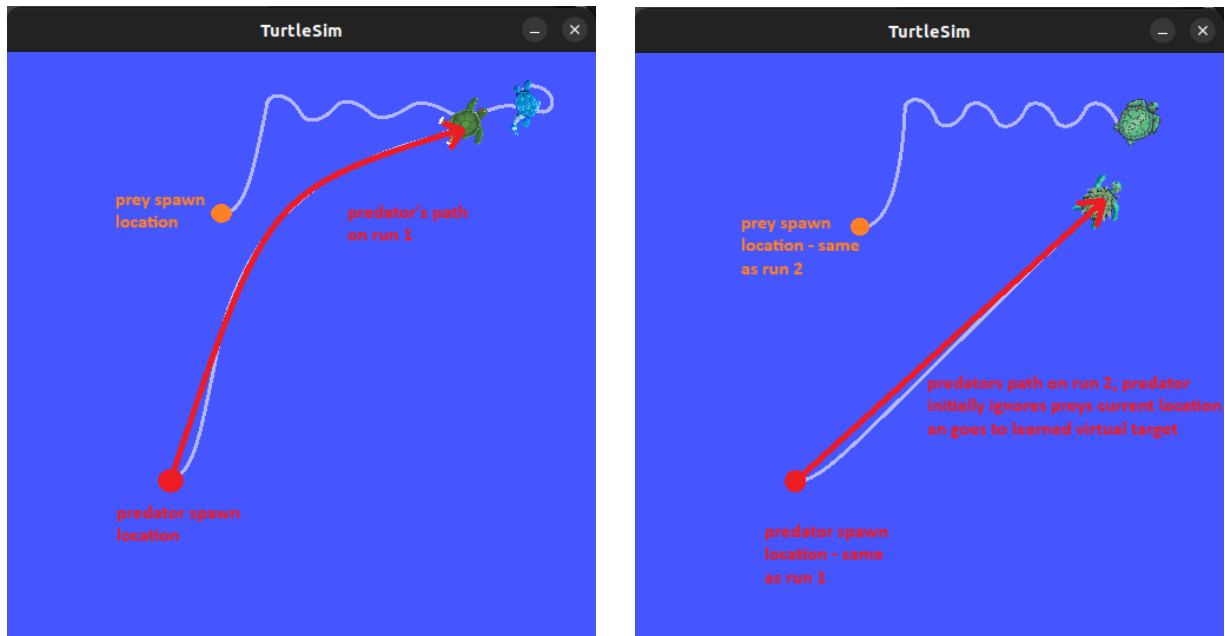 TurtleSim
prey spawn
location
predator's path
on run 1
predator spawn
location
TurtleSim
prey spawn
location - same
as run 2
predators path on run 2, predator
initially ignores preys current location
an goes to learned virtual target
predator spawn
location - same
as run 1